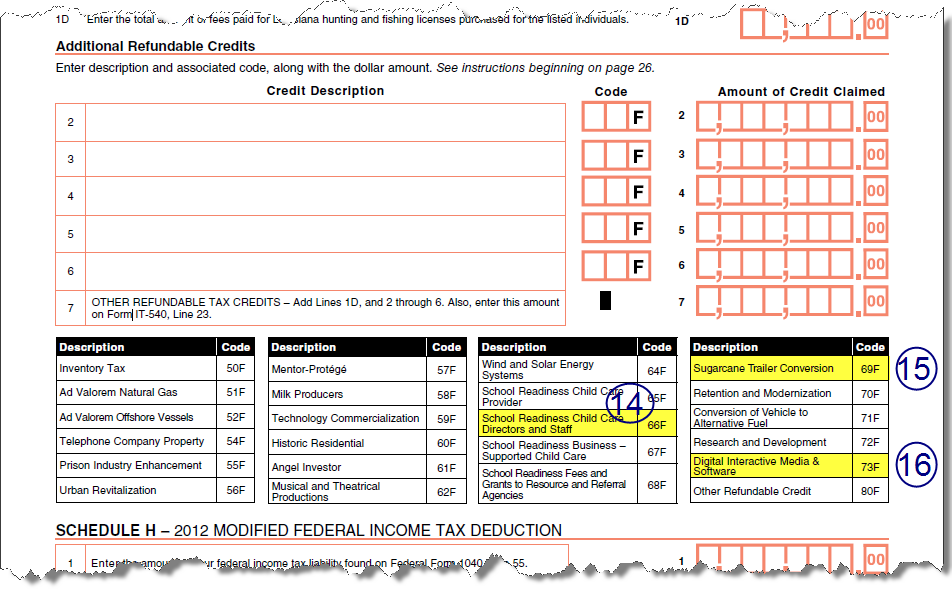 1D Enter the total amount of fees paid for Louisiana hunting and fishing licenses purchased for the listed individuals. 1D .00
Additional Refundable Credits
Enter description and associated code, along with the dollar amount. See instructions beginning on page 26.
Credit Description Code Amount of Credit Claimed
2 F 2 , , .00
3 F 3 , , .00
4 F 4 , , .00
5 F 5 , , .00
6 F 6 , , .00
7 OTHER REFUNDABLE TAX CREDITS – Add Lines 1D, and 2 through 6. Also, enter this amount 7 , , .00
on Form IT-540, Line 23.
Description Code
Inventory Tax 50F
Ad Valorem Natural Gas 51F
Ad Valorem Offshore Vessels 52F
Telephone Company Property 54F
Prison Industry Enhancement 55F
Urban Revitalization 56F
Description Code
Mentor-Protégé 57F
Milk Producers 58F
Technology Commercialization 59F
Historic Residential 60F
Angel Investor 61F
Musical and Theatrical
Productions 62F
Description Code
Wind and Solar Energy
Systems 64F
School Readiness Child Care
Provider 65F
14
School Readiness Child Care
Directors and Staff 66F
School Readiness Business –
Supported Child Care 67F
School Readiness Fees and
Grants to Resource and Referral
Agencies 68F
Description Code
Sugarcane Trailer Conversion 69F 15
Retention and Modernization 70F
Conversion of Vehicle to
Alternative Fuel 71F
Research and Development 72F
Digital Interactive Media &
Software 73F 16
Other Refundable Credit 80F
SCHEDULE H – 2012 MODIFIED FEDERAL INCOME TAX DEDUCTION
1 Enter the federal income tax liability found on Federal Form 1040 55. 1 .00